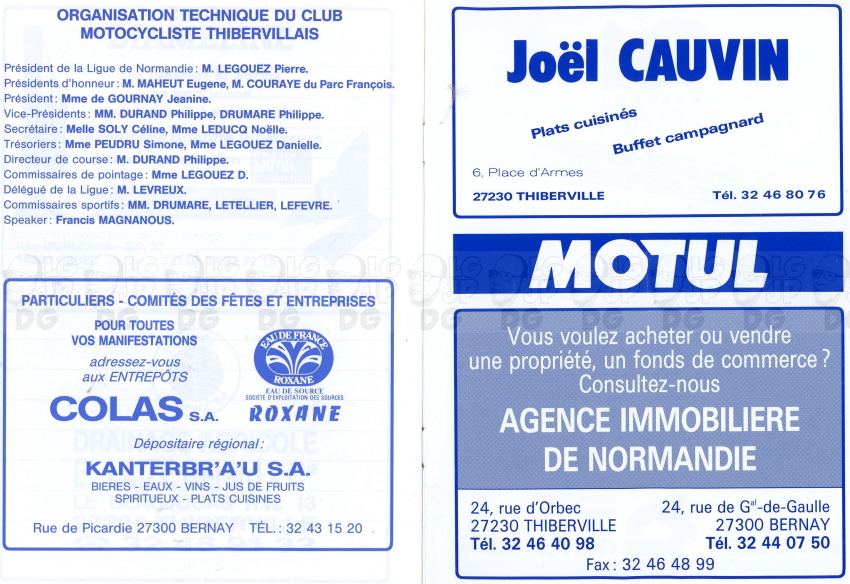 ORGANISATION TECHNIQUE DU CLUB
MOTOCYCLISTE THIBERVILLAIS
Président de la Ligue de Normandie : M. LEGOUEZ Pierre.
Présidents d'honneur : M. MAHEUT Eugene, M. COURAYE du Parc François.
Président : Mme de GOURNAY Jeanine.
Vice-Présidents : MM. DURAND Philippe, DRUMARE Philippe.
Secrétaire : Melle SOLY Céline, Mme LEDUCQ Noëlle.
Trésoriers : Mme PEUDRU Simone, Mme LEGOUEZ Danielle.
Directeur de course : M. DURAND Philippe.
Commissaires de pointage : Mme LEGOUEZ D.
Délégué de la Ligue : M. LEVREUX.
Commissaires sportifs : MM. DRUMARE, LETELLIER, LEFEVRE.
Speaker : Francis MAGNANOUS.
PARTICULIERS - COMITÉS DES FÊTES ET ENTREPRISES
POUR TOUTES
VOS MANIFESTATIONS
adressez-vous
aux ENTREPÔTS
COLAS S.A.
EAU DE FRANCE
ROXANE
EAU DE SOURCE
SOCIÉTÉ D'EXPLOITATION DES SOURCES
ROXANE
Dépositaire régional :
KANTERBR'A'U S.A.
BIERES - EAUX - VINS - JUS DE FRUITS
SPIRITUEUX - PLATS CUISINES
Rue de Picardie 27300 BERNAY TÉL. : 32 43 15 20
Joël CAUVIN
Plats cuisinés
Buffet campagnard
6, Place d'Armes
27230 THIBERVILLE Tél. 32 46 80 76
MOTUL
Vous voulez acheter ou vendre
une propriété, un fonds de commerce ?
Consultez-nous
AGENCE IMMOBILIERE
DE NORMANDIE
24, rue d'Orbec 24, rue de Gal-de-Gaulle
27230 THIBERVILLE 27300 BERNAY
Tél. 32 46 40 98 Tél. 32 44 07 50
Fax : 32 46 48 99